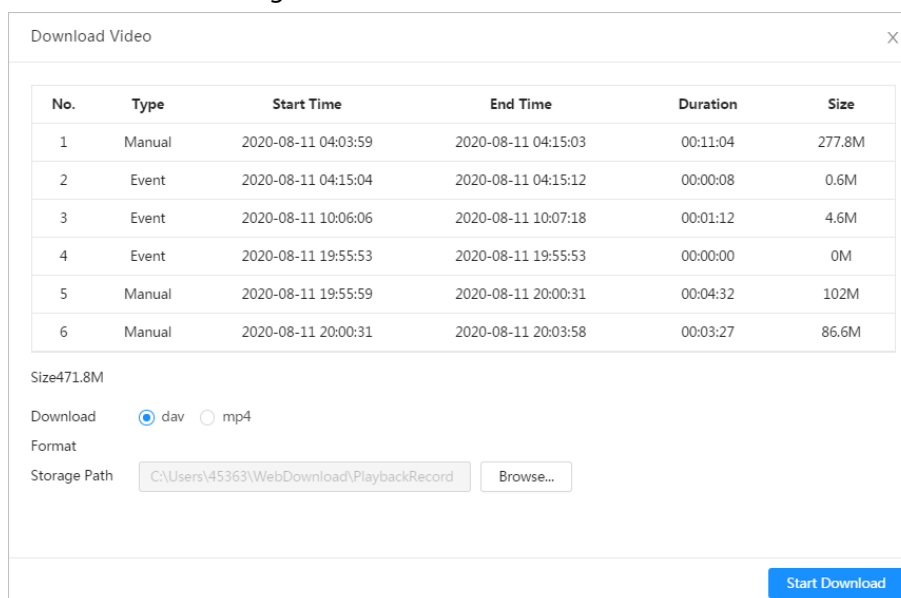 Download Video X
No. Type Start Time End Time Duration Size
1 Manual 2020-08-11 04:03:59 2020-08-11 04:15:03 00:11:04 277.8M
2 Event 2020-08-11 04:15:04 2020-08-11 04:15:12 00:00:08 0.6M
3 Event 2020-08-11 10:06:06 2020-08-11 10:07:18 00:01:12 4.6M
4 Event 2020-08-11 19:55:53 2020-08-11 19:55:53 00:00:00 0M
5 Manual 2020-08-11 19:55:59 2020-08-11 20:00:31 00:04:32 102M
6 Manual 2020-08-11 20:00:31 2020-08-11 20:03:58 00:03:27 86.6M
Size471.8M
Download dav mp4
Format
Storage Path C:\Users\45363\WebDownload\PlaybackRecord Browse...
Start Download